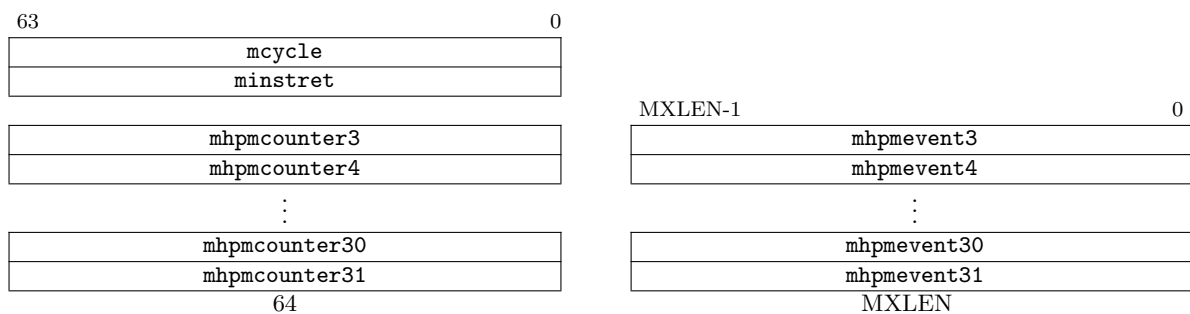 63 0
mcycle
minstret
mhpmcounter3
mhpmcounter4
⋮
mhpmcounter30
mhpmcounter31
64
MXLEN-1 0
mhpmevent3
mhpmevent4
⋮
mhpmevent30
mhpmevent31
MXLEN